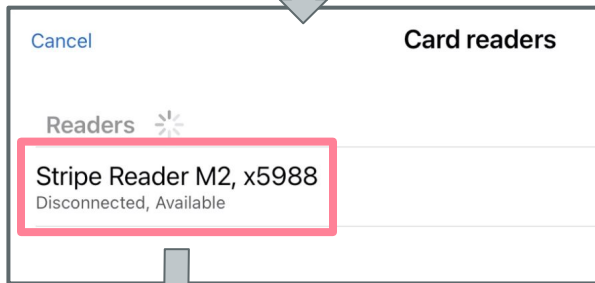 Cancel
Card readers
Readers
Stripe Reader M2, x5988
Disconnected, Available